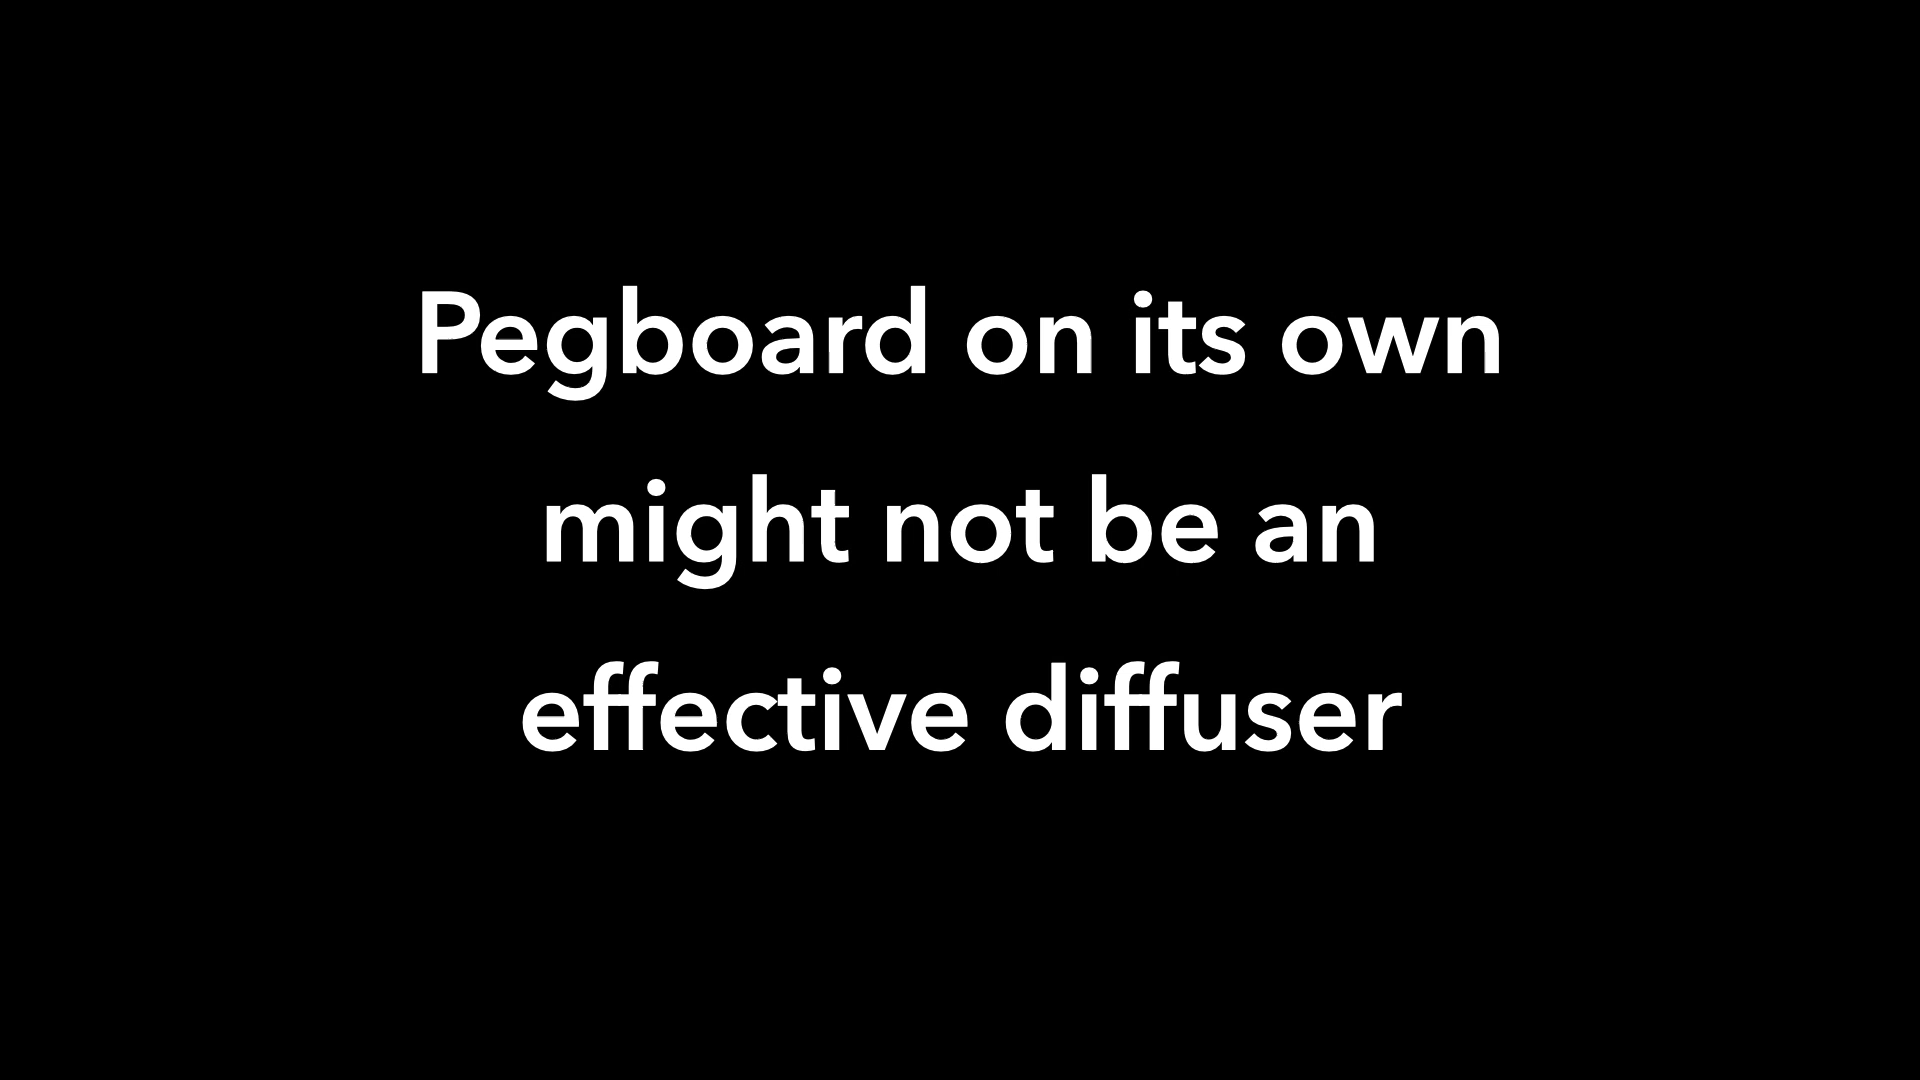 Pegboard on its own
might not be an
effective diffuser